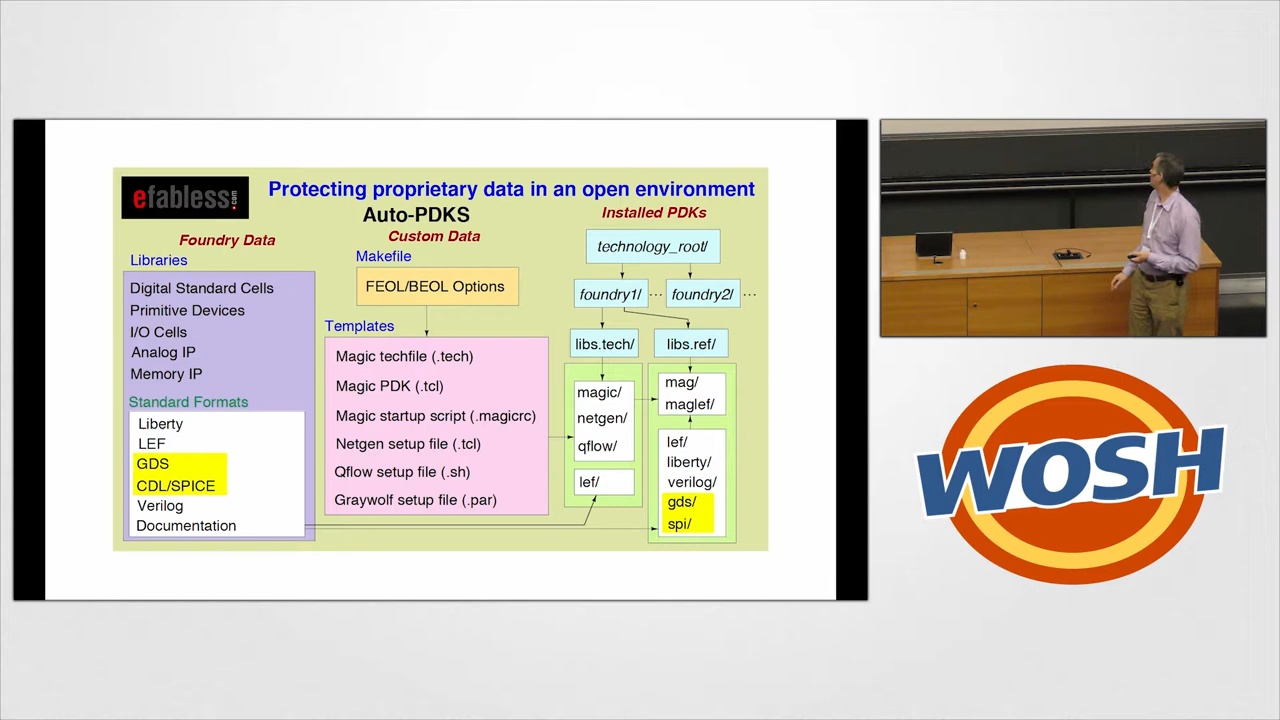 efabless.com
Protecting proprietary data in an open environment
Auto-PDKS
Foundry Data
Libraries
Digital Standard Cells
Primitive Devices
I/O Cells
Analog IP
Memory IP
Standard Formats
Liberty
LEF
GDS
CDL/SPICE
Verilog
Documentation
Custom Data
Makefile
FEOL/BEOL Options
Templates
Magic techfile (.tech)
Magic PDK (.tcl)
Magic startup script (.magicrc)
Netgen setup file (.tcl)
Qflow setup file (.sh)
Graywolf setup file (.par)
Installed PDKs
technology_root/
foundry1/ ... foundry2/ ...
libs.tech/
libs.ref/
magic/
netgen/
qflow/
lef/
mag/
maglef/
lef/
liberty/
verilog/
gds/
spi/
WOSH